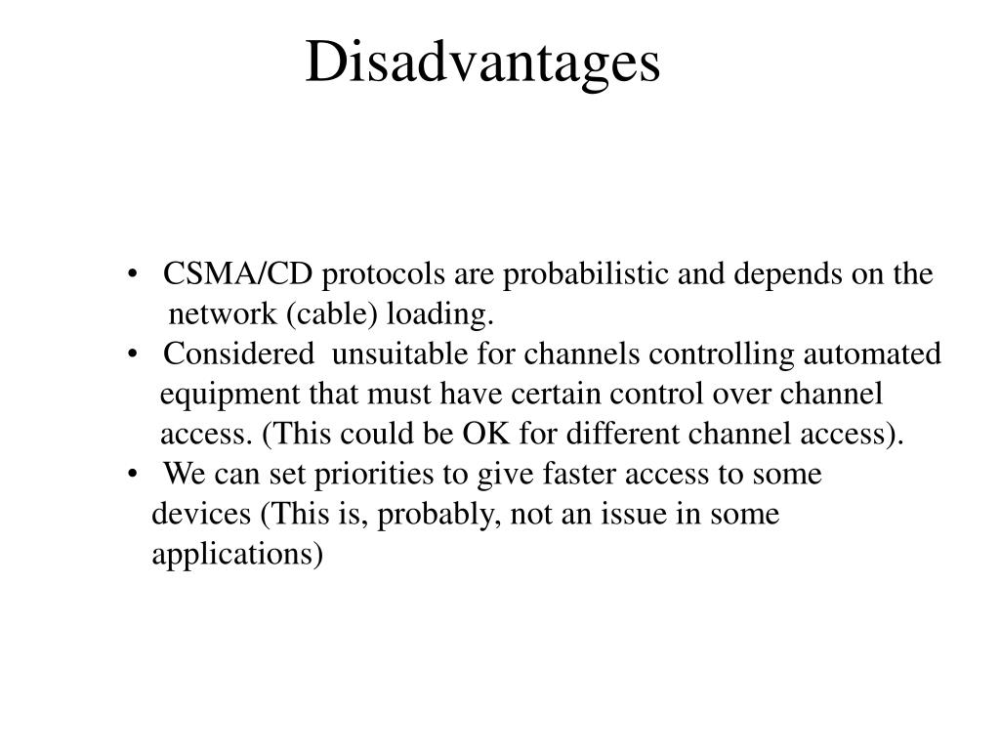 Disadvantages
• CSMA/CD protocols are probabilistic and depends on the
network (cable) loading.
• Considered  unsuitable for channels controlling automated
equipment that must have certain control over channel
access. (This could be OK for different channel access).
• We can set priorities to give faster access to some
devices (This is, probably, not an issue in some
applications)